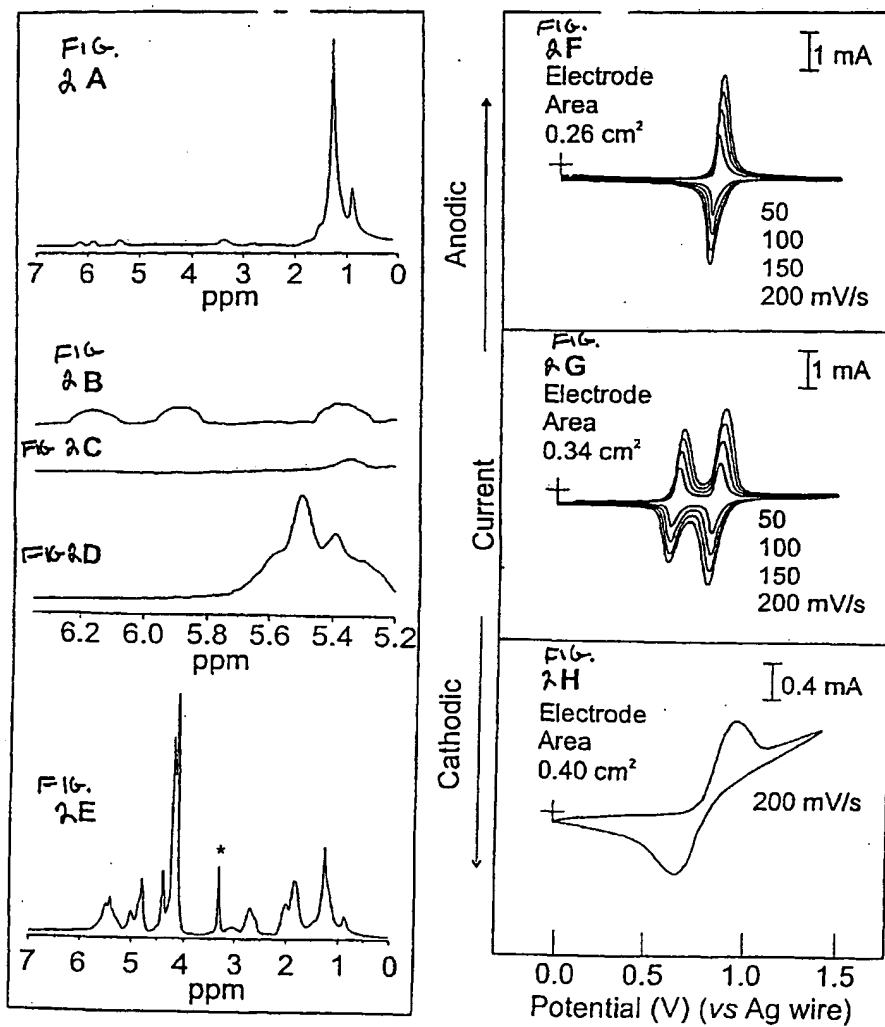 FIG.
2 A
7 6 5 4 3 2 1 0
ppm
FIG
2 B
FIG 2C
FIG 2D
6.2 6.0 5.8 5.6 5.4 5.2
ppm
FIG.
2E
*
7 6 5 4 3 2 1 0
ppm
Anodic
Current
Cathodic
FIG.
2F
Electrode
Area
0.26 cm²
1 mA
50
100
150
200 mV/s
FIG.
2G
Electrode
Area
0.34 cm²
1 mA
50
100
150
200 mV/s
FIG.
2H
Electrode
Area
0.40 cm²
0.4 mA
200 mV/s
0.0 0.5 1.0 1.5
Potential (V) (vs Ag wire)